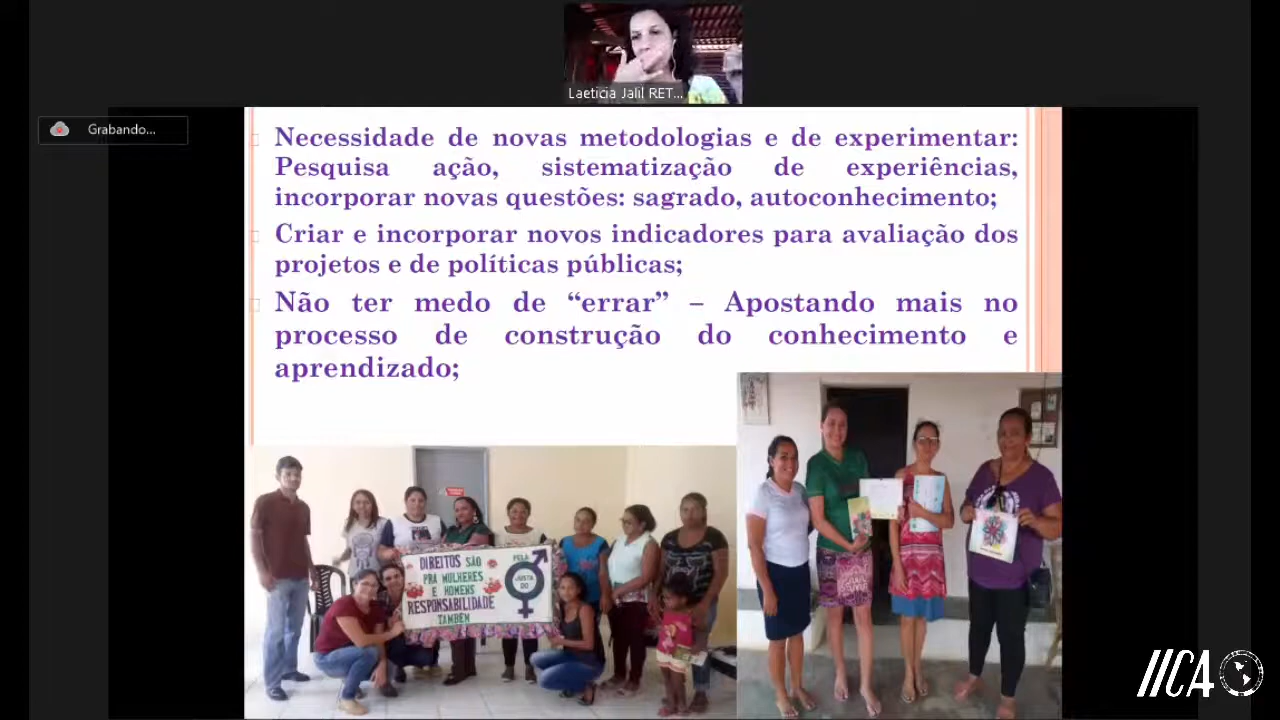 Laeticia Jalil RET...
Grabando...
Necessidade de novas metodologias e de experimentar:
Pesquisa ação, sistematização de experiências,
incorporar novas questões: sagrado, autoconhecimento;
Criar e incorporar novos indicadores para avaliação dos
projetos e de políticas públicas;
Não ter medo de “errar” – Apostando mais no
processo de construção do conhecimento e
aprendizado;
DIREITOS SÃO
PRA MULHERES
E HOMENS
RESPONSABILIDADE
TAMBÉM
PELA
JUSTA
DO
IICA